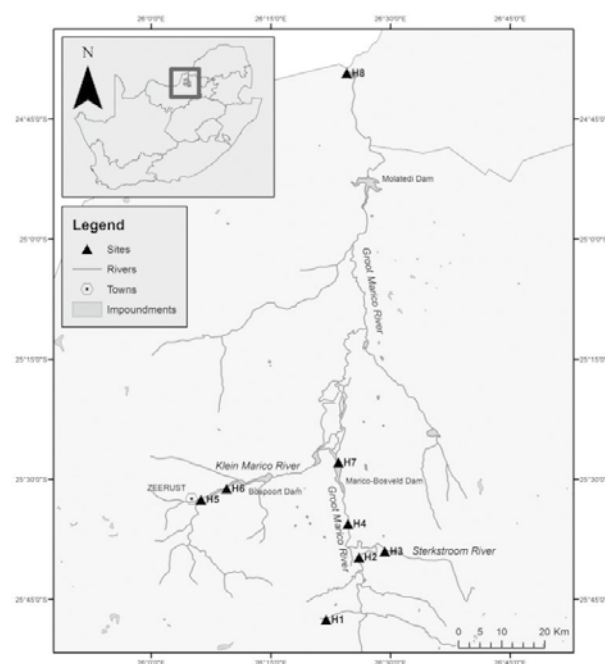 26°0'0"E
26°15'0"E
26°30'0"E
26°45'0"E
N
H8
24°45'0"S
24°45'0"S
Molatedi Dam
Legend
Sites
Rivers
Towns
Impoundments
25°0'0"S
25°0'0"S
Groot Marico River
25°15'0"S
25°15'0"S
Klein Marico River
H7
25°30'0"S
25°30'0"S
ZEERUST
H6
Bospoort Dam
Marico-Bosveld Dam
H5
Groot Marico River
H4
H3
Sterkstroom River
H2
25°45'0"S
25°45'0"S
H1
0 5 10 20 Km
26°0'0"E
26°15'0"E
26°30'0"E
26°45'0"E